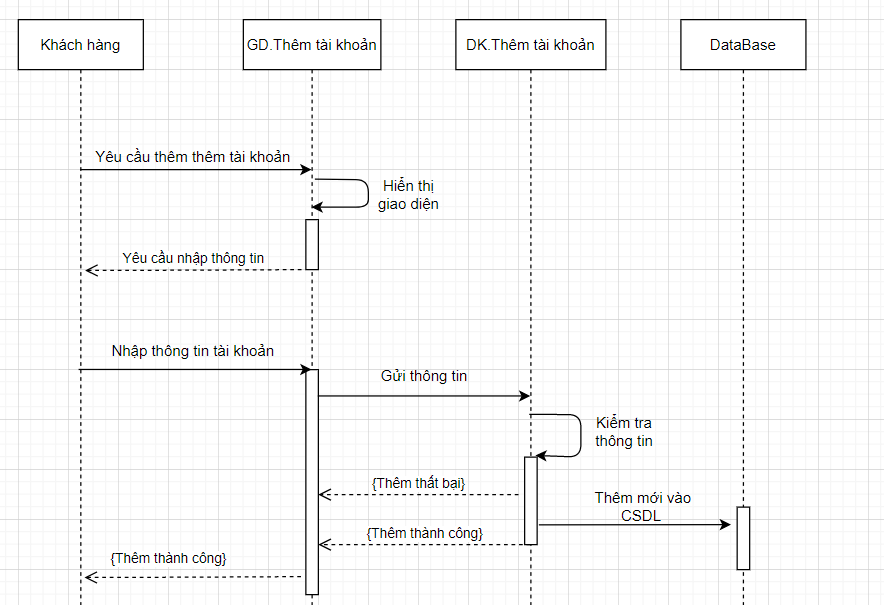 Khách hàng
GD.Thêm tài khoản
DK.Thêm tài khoản
DataBase
Yêu cầu thêm thêm tài khoản
Hiển thị
giao diện
Yêu cầu nhập thông tin
Nhập thông tin tài khoản
Gửi thông tin
Kiểm tra
thông tin
{Thêm thất bại}
Thêm mới vào
CSDL
{Thêm thành công}
{Thêm thành công}